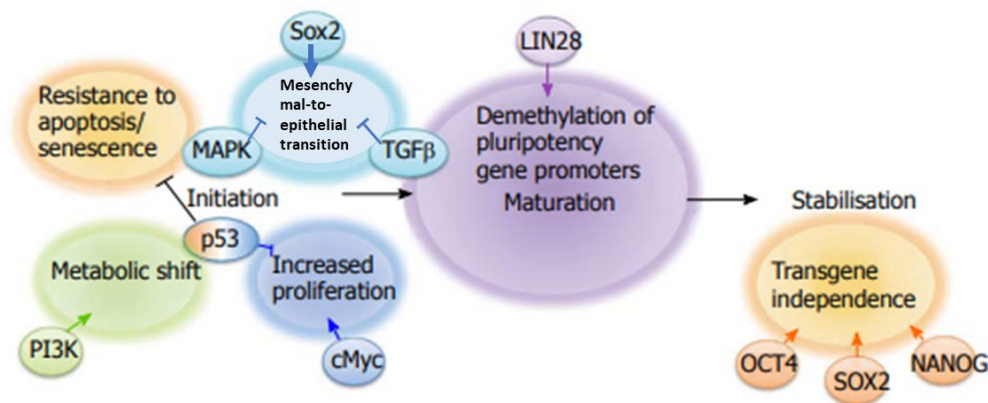 Sox2
LIN28
Resistance to
apoptosis/
senescence
Mesenchy
mal-to-
epithelial
transition
MAPK
TGFβ
Demethylation of
pluripotency
gene promoters
Maturation
Initiation
Stabilisation
p53
Metabolic shift
Increased
proliferation
Transgene
independence
PI3K
cMyc
OCT4
SOX2
NANOG